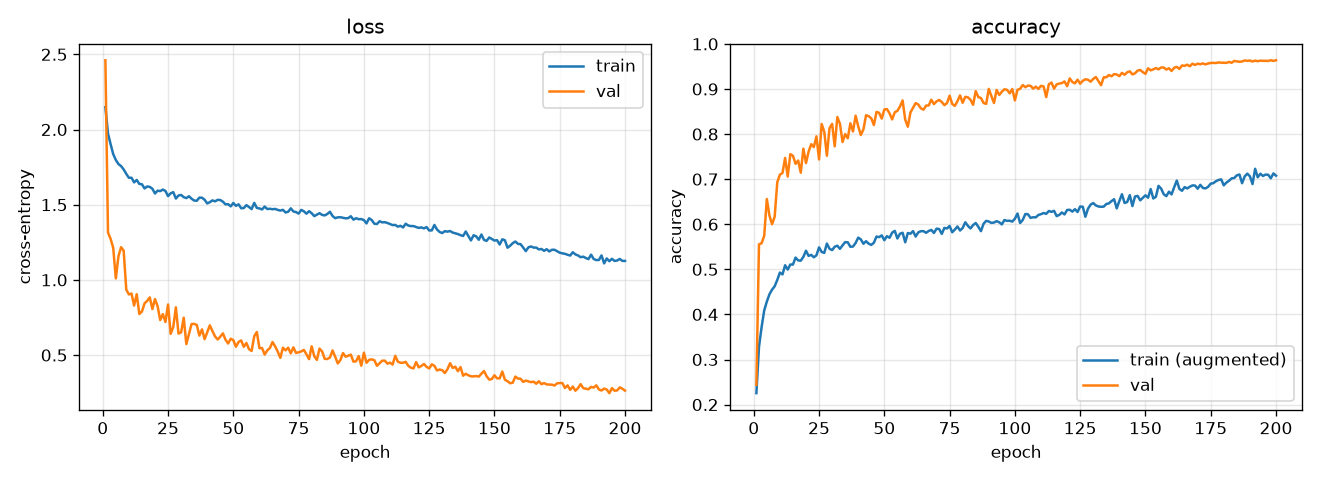 loss
2.5
2.0
1.5
1.0
0.5
cross-entropy
0 25 50 75 100 125 150 175 200
epoch
train
val
accuracy
1.0
0.9
0.8
0.7
0.6
0.5
0.4
0.3
0.2
accuracy
0 25 50 75 100 125 150 175 200
epoch
train (augmented)
val